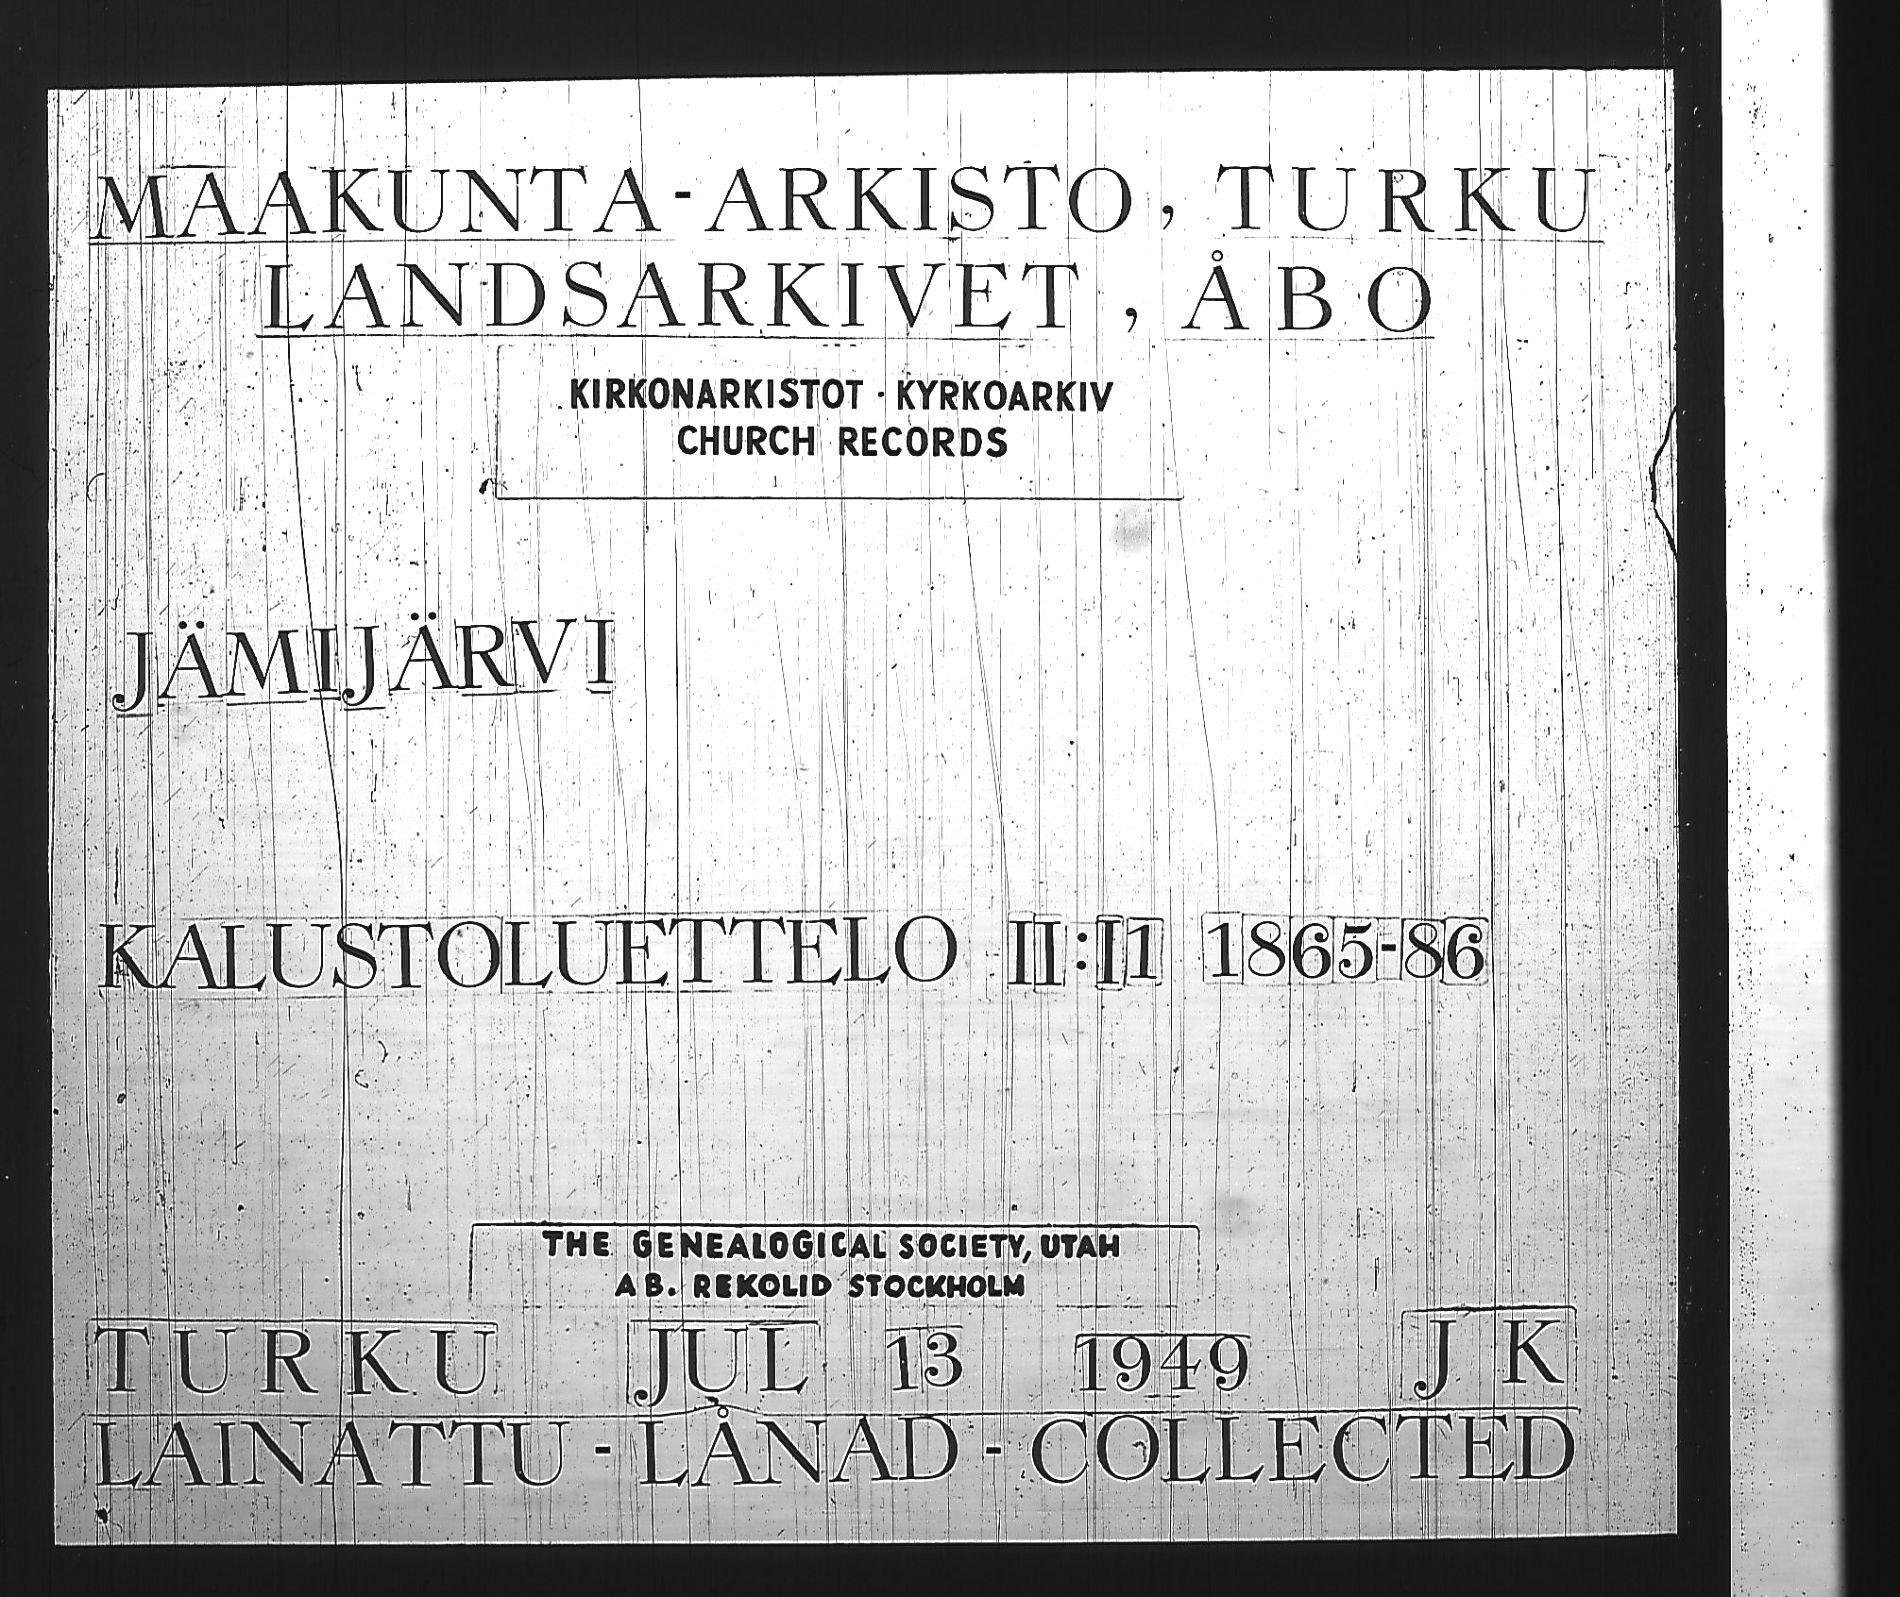 MAAKUNTA-ARKISTO, TURKU
LANDSARKIVET, ÅBO
KIRKONARKISTOT · KYRKOARKIV
CHURCH RECORDS
JÄMIJÄRVI
KALUSTOLUETTELO II:I1 1865-86
THE GENEALOGICAL SOCIETY, UTAH
AB. REKOLID STOCKHOLM
TURKU JUL 13 1949 JK
LAINATTU - LÅNAD - COLLECTED